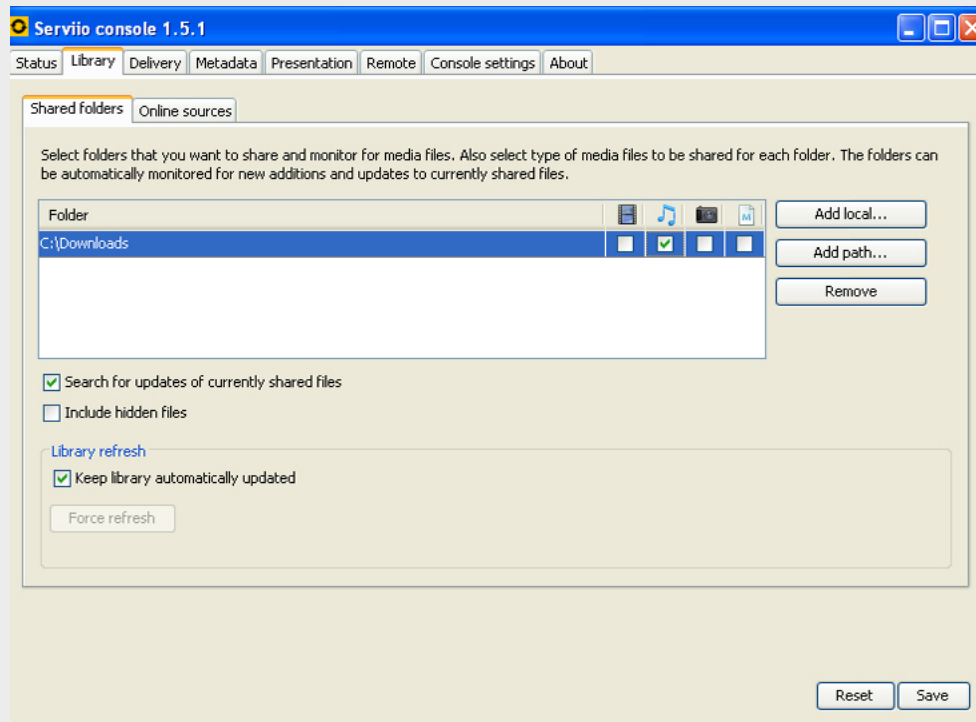 Serviio console 1.5.1
Status Library Delivery Metadata Presentation Remote Console settings About
Shared folders Online sources
Select folders that you want to share and monitor for media files. Also select type of media files to be shared for each folder. The folders can
be automatically monitored for new additions and updates to currently shared files.
Folder M Add local...
C:\Downloads
Add path...
Remove
Search for updates of currently shared files
Include hidden files
Library refresh
Keep library automatically updated
Force refresh
Reset Save